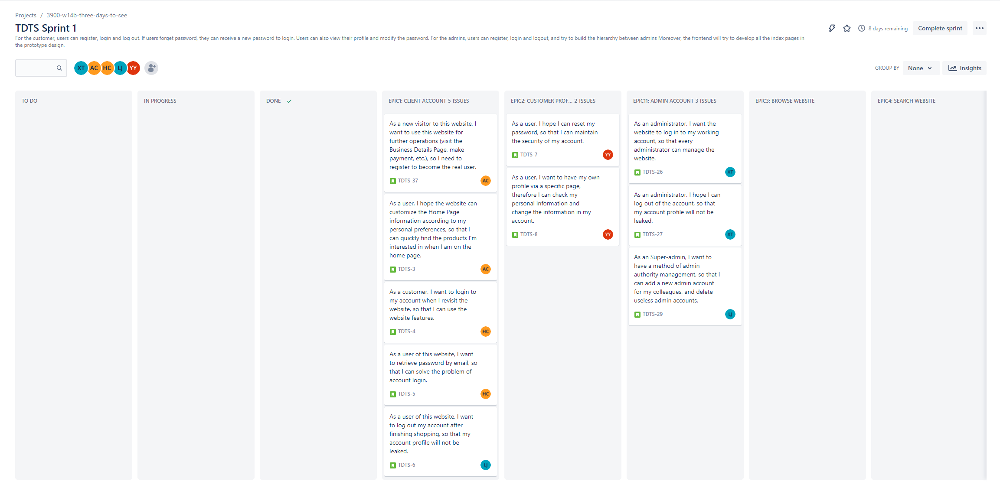 Projects / 3900-w14b-three-days-to-see
TDTS Sprint 1
8 days remaining
Complete sprint
For the customer, users can register, login and log out. If users forget password, they can receive a new password to login. Users can also view their profile and modify the password. For the admins, users can register, login and logout, and try to build the hierarchy between admins Moreover, the frontend will try to develop all the index pages in
the prototype design.
XT AC HC LJ YY
GROUP BY None Insights
TO DO
IN PROGRESS
DONE
EPIC1: CLIENT ACCOUNT 5 ISSUES
As a new visitor to this website, I
want to use this website for
further operations (visit the
Business Details Page, make
payment, etc.), so I need to
register to become the real user.
TDTS-37 AC
As a user, I hope the website can
customize the Home Page
information according to my
personal preferences, so that I
can quickly find the products I'm
interested in when I am on the
home page.
TDTS-3 AC
As a customer, I want to login to
my account when I revisit the
website, so that I can use the
website features.
TDTS-4 HC
As a user of this website, I want
to retrieve password by email, so
that I can solve the problem of
account login.
TDTS-5 HC
As a user of this website, I want
to log out my account after
finishing shopping, so that my
account profile will not be
leaked.
TDTS-6 LJ
EPIC2: CUSTOMER PROF... 2 ISSUES
As a user, I hope I can reset my
password, so that I can maintain
the security of my account.
TDTS-7 YY
As a user, I want to have my own
profile via a specific page,
therefore I can check my
personal information and
change the information in my
account.
TDTS-8 YY
EPIC11: ADMIN ACCOUNT 3 ISSUES
As an administrator, I want the
website to log in to my working
account, so that every
administrator can manage the
website.
TDTS-26 XT
As an administrator, I hope I can
log out of the account, so that
my account profile will not be
leaked.
TDTS-27 XT
As an Super-admin, I want to
have a method of admin
authority management, so that I
can add a new admin account
for my colleagues, and delete
useless admin accounts.
TDTS-29 LJ
EPIC3: BROWSE WEBSITE
EPIC4: SEARCH WEBSITE